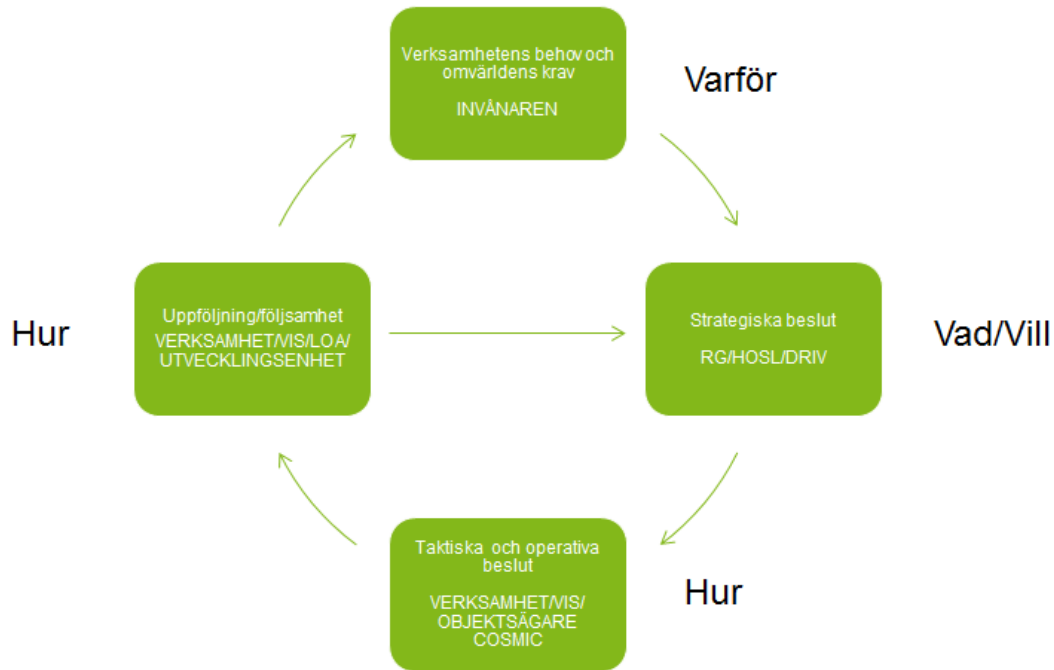 Verksamhetens behov och
omvärldens krav
INVÅNAREN
Varför
Hur
Uppföljning/följsamhet
VERKSAMHET/VIS/LOA/
UTVECKLINGSENHET
Strategiska beslut
RG/HOSL/DRIV
Vad/Vill
Taktiska och operativa
beslut
VERKSAMHET/VIS/
OBJEKTSÄGARE
COSMIC
Hur